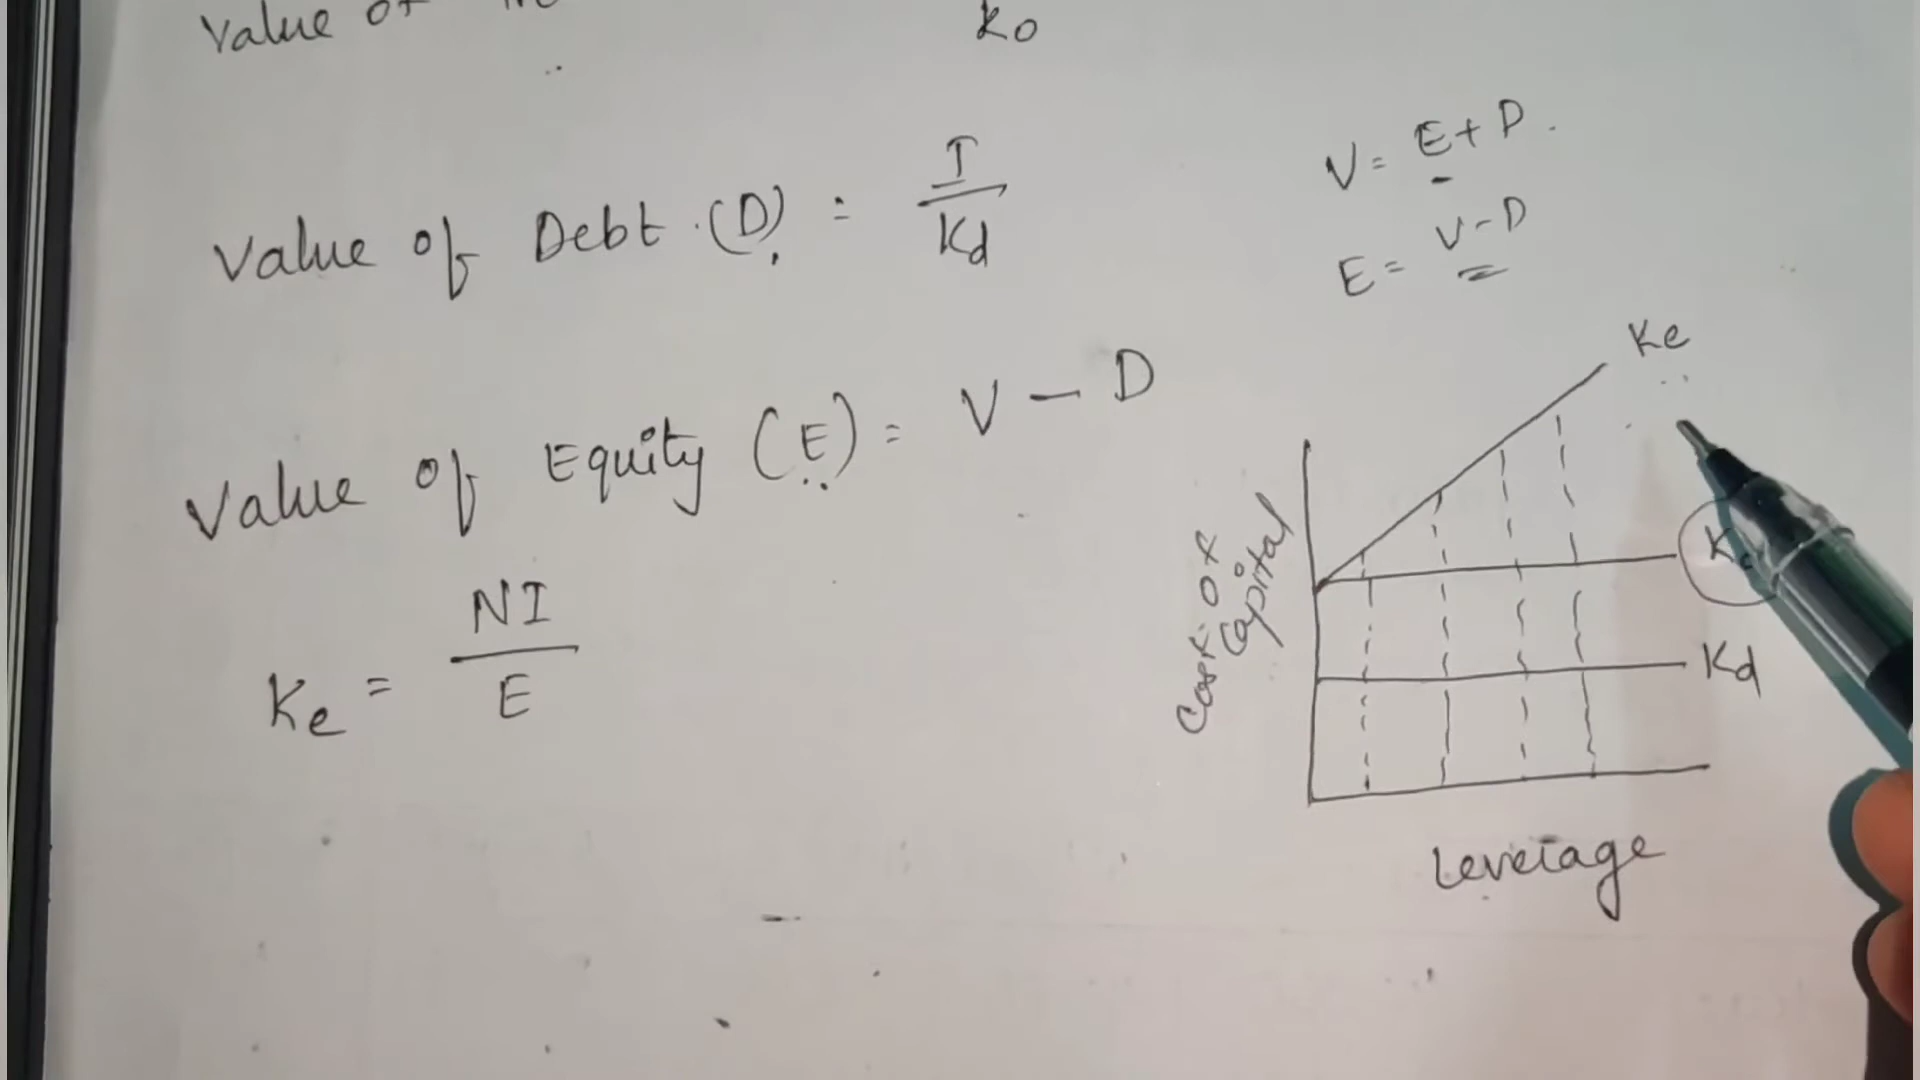 Value of
Ko
Value of Debt (D) = I / Kd
V = E + D
E = V - D
Value of Equity (E) = V - D
Ke = NI / E
Ke
Kd
Cost of
Capital
Leverage